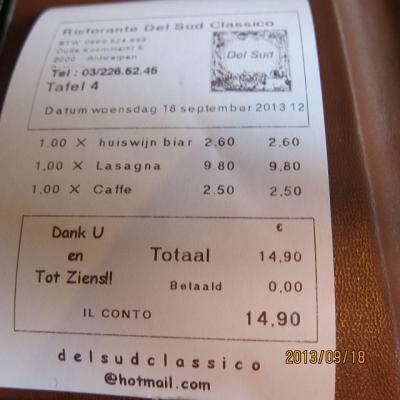 Ristorante Del Sud Classico
BTW
Oude Koornmarkt
2000 Antwerpen
Del Sud
Tel : 03/226.52.45
Tafel 4
Datum woensdag 18 september 2013 12
1,00 X huiswijn biar 2.60 2,60
1,00 X Lasagna 9.80 9,80
1,00 X Caffe 2.50 2,50
€
Dank U
en
Tot Ziens!!
Totaal 14,90
Betaald 0,00
IL CONTO 14,90
delsudclassico
@hotmail.com
2013/09/18